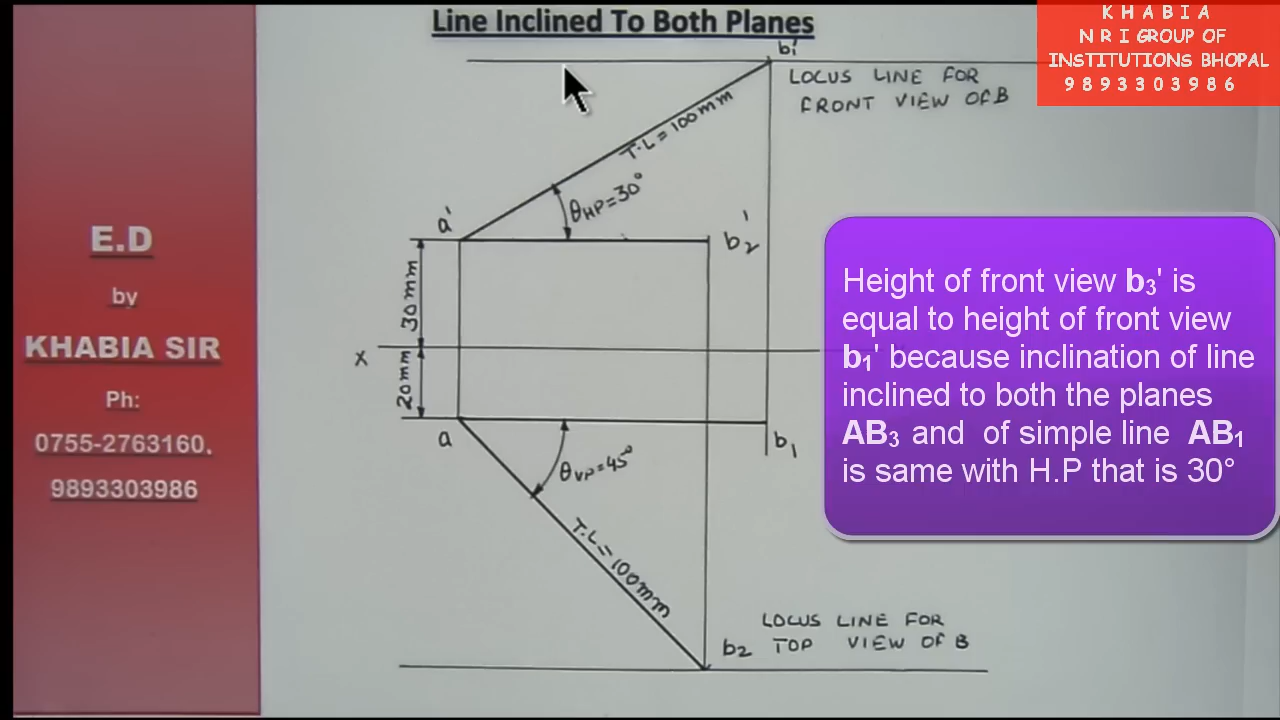 Line Inclined To Both Planes
K H A B I A
N R I GROUP OF
INSTITUTIONS BHOPAL
9 8 9 3 3 0 3 9 8 6
b₁'
LOCUS LINE FOR
FRONT VIEW OF B
T.L = 100mm
θHP=30°
a'
b₂'
30mm
E.D
by
KHABIA SIR
Ph:
0755-2763160.
9893303986
Height of front view b₃' is
equal to height of front view
b₁' because inclination of line
inclined to both the planes
AB₃ and of simple line AB₁
is same with H.P that is 30°
X
20mm
a
b₁
θVP=45°
T.L = 100mm
LOCUS LINE FOR
b₂ TOP VIEW OF B